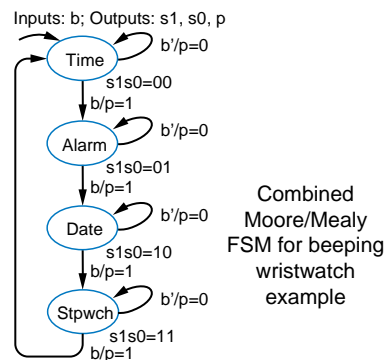 Inputs: b; Outputs: s1, s0, p
b'/p=0
Time
s1s0=00
b/p=1
b'/p=0
Alarm
s1s0=01
b/p=1
b'/p=0
Date
s1s0=10
b/p=1
b'/p=0
Stpwch
s1s0=11
b/p=1
Combined
Moore/Mealy
FSM for beeping
wristwatch
example